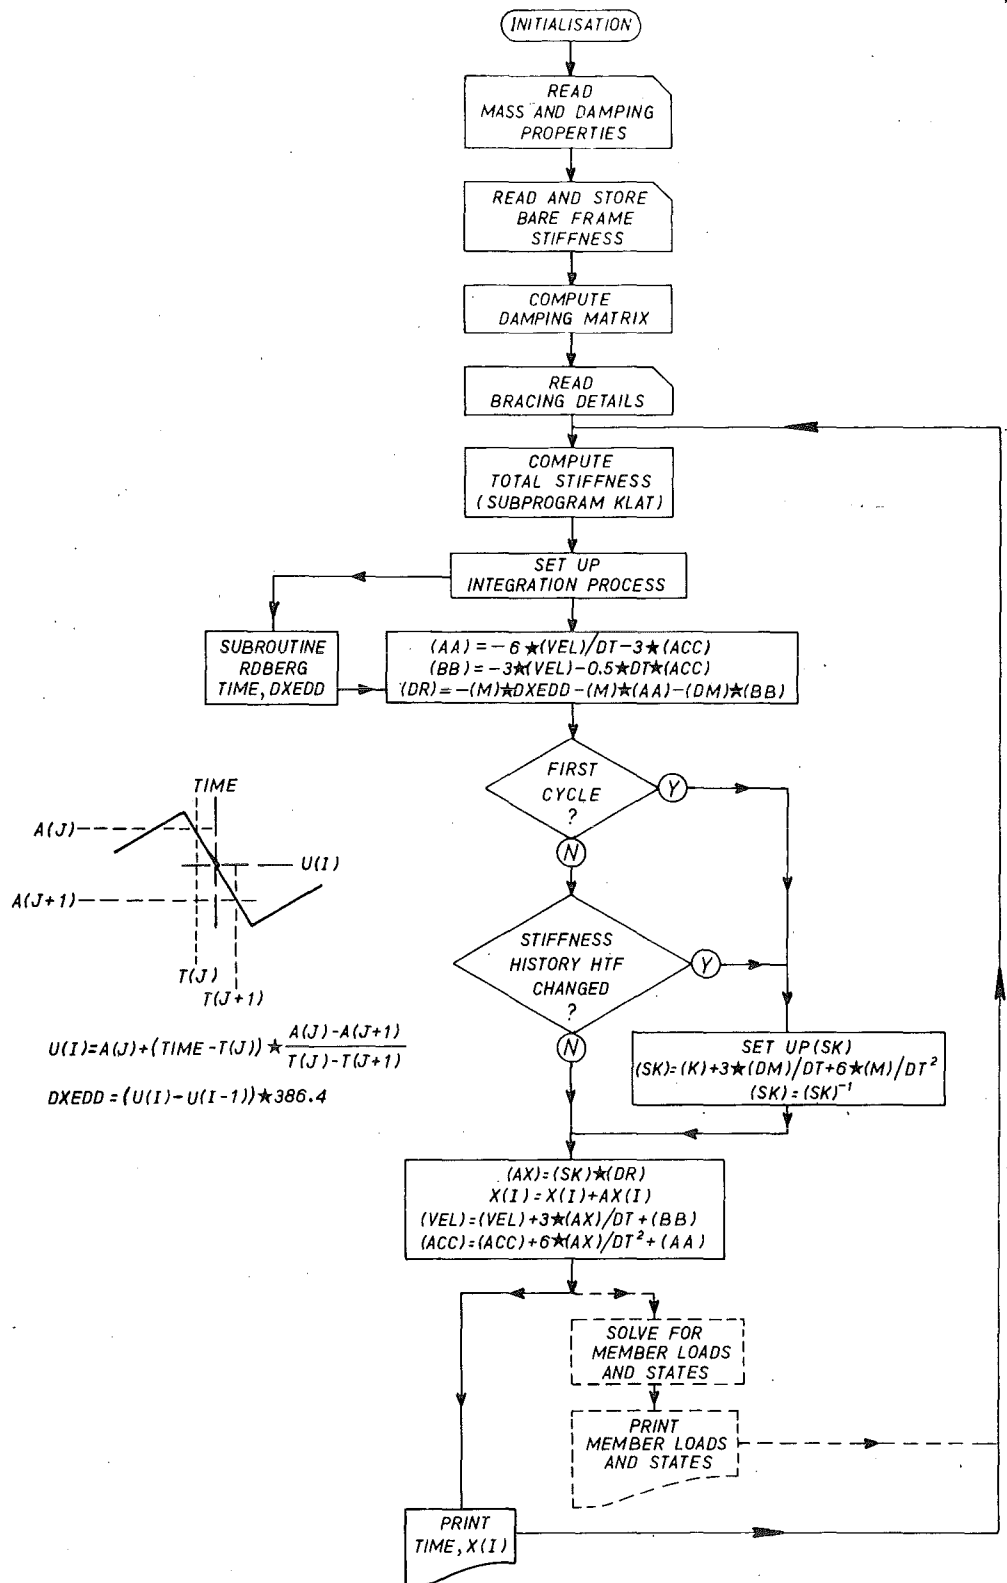 INITIALISATION
READ
MASS AND DAMPING
PROPERTIES
READ AND STORE
BARE FRAME
STIFFNESS
COMPUTE
DAMPING MATRIX
READ
BRACING DETAILS
COMPUTE
TOTAL STIFFNESS
(SUBPROGRAM KLAT)
SET UP
INTEGRATION PROCESS
SUBROUTINE
RDBERG
TIME, DXEDD
(AA) = -6★(VEL)/DT-3★(ACC)
(BB) = -3★(VEL)-0.5★DT★(ACC)
(DR) = -(M)★DXEDD-(M)★(AA)-(DM)★(BB)
FIRST
CYCLE
?
Y
N
STIFFNESS
HISTORY HTF
CHANGED
?
Y
N
TIME
A(J)
U(I)
A(J+1)
T(J)
T(J+1)
U(I)=A(J)+(TIME-T(J))★ A(J)-A(J+1) / T(J)-T(J+1)
DXEDD = (U(I)-U(I-1))★386.4
SET UP (SK)
(SK)=(K)+3★(DM)/DT+6★(M)/DT²
(SK)=(SK)⁻¹
(AX)=(SK)★(DR)
X(I)=X(I)+AX(I)
(VEL)=(VEL)+3★(AX)/DT+(BB)
(ACC)=(ACC)+6★(AX)/DT²+(AA)
SOLVE FOR
MEMBER LOADS
AND STATES
PRINT
MEMBER LOADS
AND STATES
PRINT
TIME, X(I)